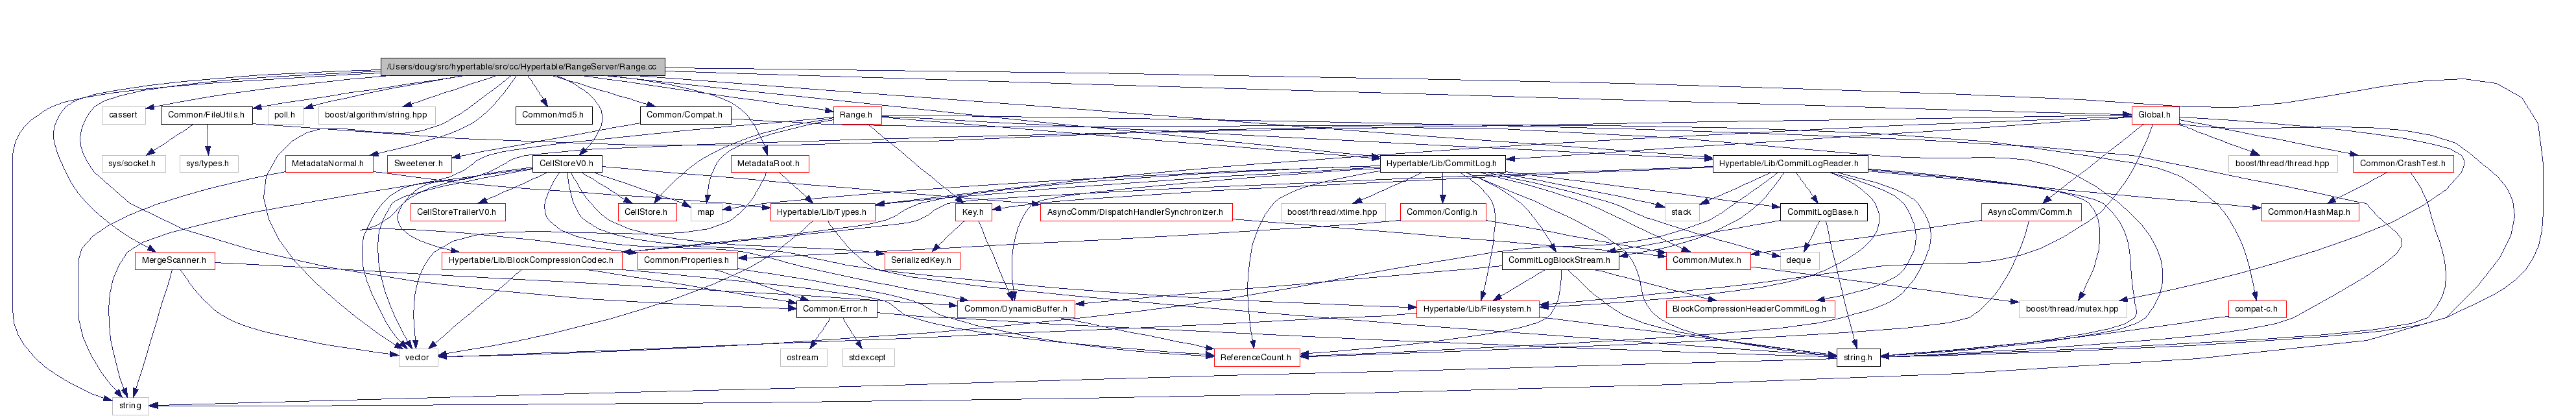 /Users/doug/src/hypertable/src/cc/Hypertable/RangeServer/Range.cc
cassert
Common/FileUtils.h
poll.h
boost/algorithm/string.hpp
Common/md5.h
Common/Compat.h
Range.h
Global.h
sys/socket.h
sys/types.h
MetadataNormal.h
Sweetener.h
CellStoreV0.h
MetadataRoot.h
Hypertable/Lib/CommitLog.h
Hypertable/Lib/CommitLogReader.h
boost/thread/thread.hpp
Common/CrashTest.h
CellStoreTrailerV0.h
CellStore.h
map
Hypertable/Lib/Types.h
Key.h
AsyncComm/DispatchHandlerSynchronizer.h
boost/thread/xtime.hpp
Common/Config.h
stack
CommitLogBase.h
AsyncComm/Comm.h
Common/HashMap.h
MergeScanner.h
Hypertable/Lib/BlockCompressionCodec.h
Common/Properties.h
SerializedKey.h
CommitLogBlockStream.h
Common/Mutex.h
deque
Common/Error.h
Common/DynamicBuffer.h
Hypertable/Lib/Filesystem.h
BlockCompressionHeaderCommitLog.h
boost/thread/mutex.hpp
compat-c.h
vector
ostream
stdexcept
ReferenceCount.h
string.h
string